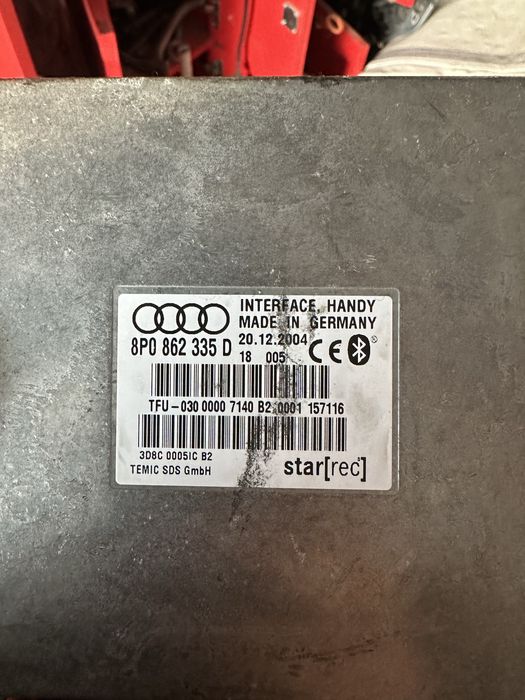 INTERFACE, HANDY
MADE IN GERMANY
8P0 862 335 D
20.12.2004
18 005
CE
®
TFU-030 0000 7140 B2 0001 157116
3D8C 0005IC B2
TEMIC SDS GmbH
star[rec]